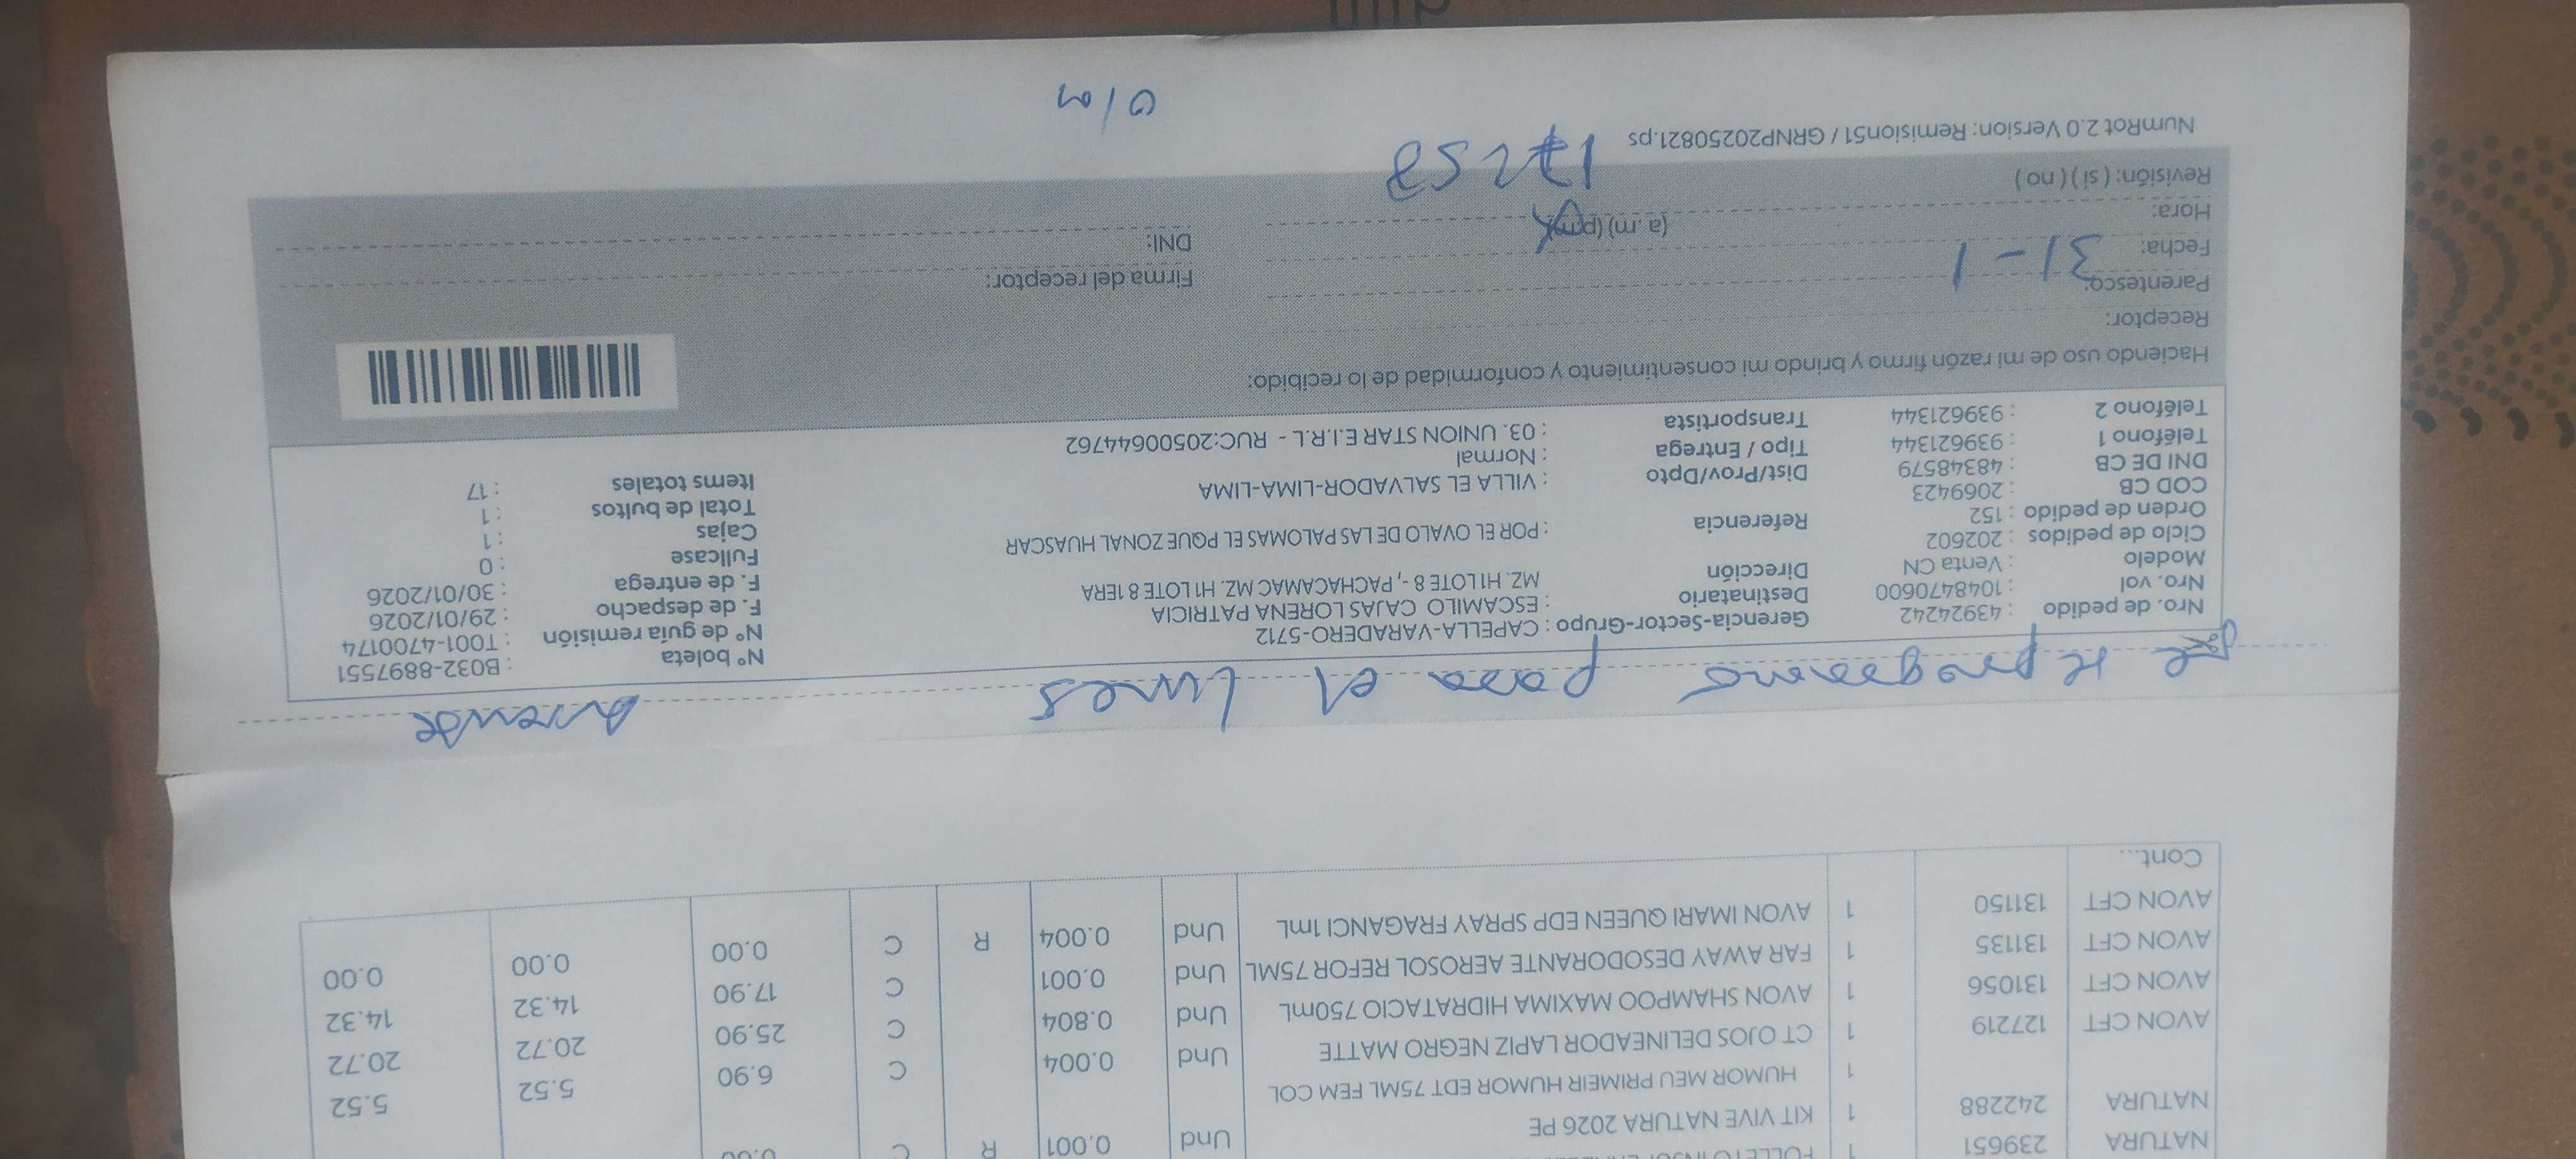 NATURA 239651 1 FOLLETO
NATURA 242288 1 KIT VIVE NATURA 2026 PE Und 0.001 R C 0.00
1 HUMOR MEU PRIMEIR HUMOR EDT 75ML FEM COL
AVON CFT 127219 1 CT OJOS DELINEADOR LAPIZ NEGRO MATTE Und 0.004 C 6.90 5.52 5.52
AVON CFT 131056 1 AVON SHAMPOO MAXIMA HIDRATACIO 750mL Und 0.804 C 25.90 20.72 20.72
AVON CFT 131135 1 FAR AWAY DESODORANTE AEROSOL REFOR 75ML Und 0.001 C 17.90 14.32 14.32
AVON CFT 131150 1 AVON IMARI QUEEN EDP SPRAY FRAGANCI 1mL Und 0.004 R C 0.00 0.00 0.00
Cont...
para el lunes
Nro. de pedido : 43924242
Nro. val : 1048470600
Modelo : Venta CN
Ciclo de pedidos : 202602
Orden de pedido : 152
COD CB : 2069423
DNI DE CB : 48348579
Teléfono 1 : 939621344
Teléfono 2 : 939621344
Gerencia-Sector-Grupo : CAPELLA-VARADERO-5712
Destinatario : ESCAMILO CAJAS LORENA PATRICIA
Dirección MZ. H1 LOTE 8 -, PACHACAMAC MZ. H1 LOTE 8 1ERA
Referencia : POR EL OVALO DE LAS PALOMAS EL PQUE ZONAL HUASCAR
Dist/Prov/Dpto : VILLA EL SALVADOR-LIMA-LIMA
Tipo / Entrega : Normal
Transportista : 03. UNION STAR E.I.R.L - RUC:20500644762
Nº boleta : B032-8897551
Nº de guía remisión : T001-4700174
F. de despacho : 29/01/2026
F. de entrega : 30/01/2026
Fullcase : 0
Cajas : 1
Total de bultos : 1
Items totales : 17
Haciendo uso de mi razón firmo y brindo mi consentimiento y conformidad de lo recibido:
Receptor:
Parentesco:
Fecha: 31-1
Hora: (a. m) (p.m)
Revisión: ( si ) ( no )
Firma del receptor:
DNI:
NumRot 2.0 Version: Remision51 / GRNP20250821.ps